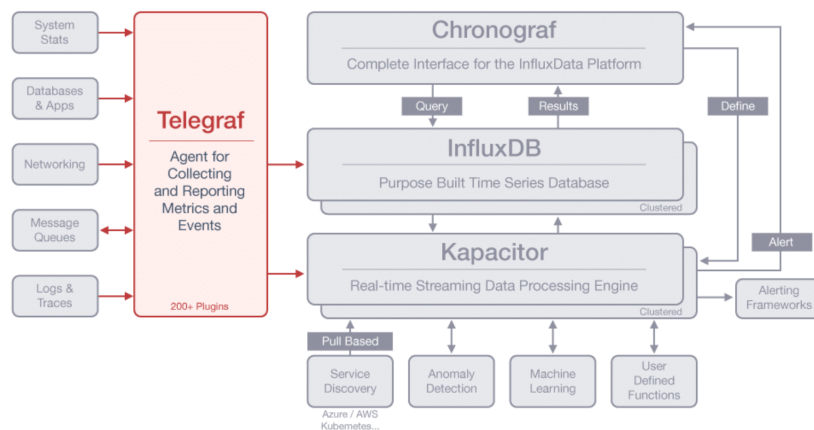 System
Stats
Databases
& Apps
Networking
Message
Queues
Logs &
Traces
Telegraf
Agent for
Collecting
and Reporting
Metrics and
Events
200+ Plugins
Chronograf
Complete Interface for the InfluxData Platform
Query
Results
Define
InfluxDB
Purpose Built Time Series Database
Clustered
Kapacitor
Real-time Streaming Data Processing Engine
Clustered
Alert
Alerting
Frameworks
Pull Based
Service
Discovery
Azure / AWS
Kubernetes...
Anomaly
Detection
Machine
Learning
User
Defined
Functions